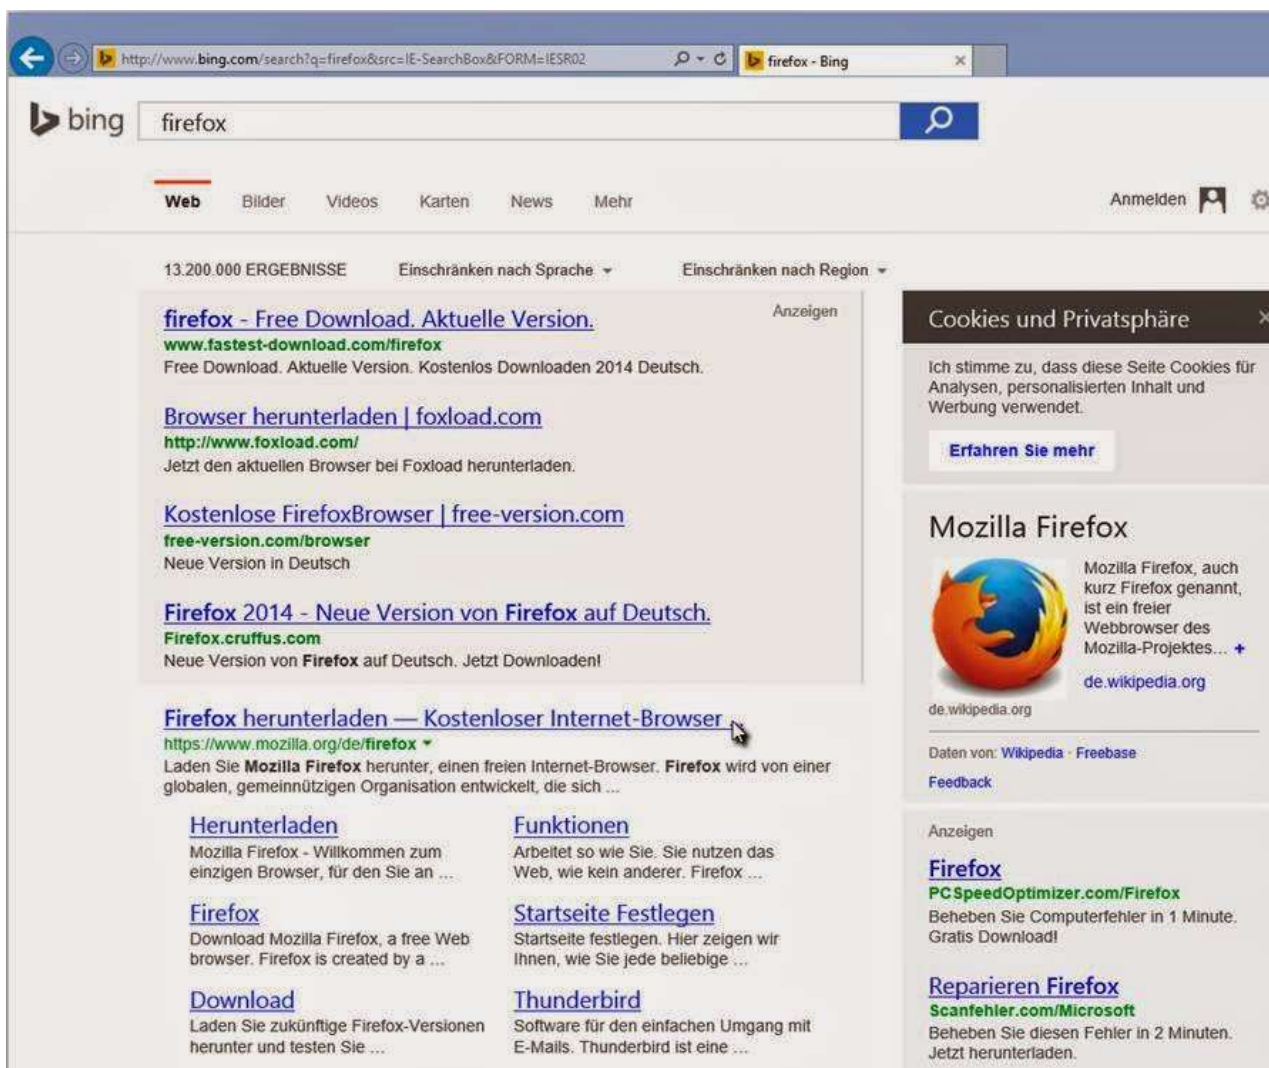 http://www.bing.com/search?q=firefox&src=IE-SearchBox&FORM=IESR02
firefox - Bing
bing
firefox
Web Bilder Videos Karten News Mehr
Anmelden
13.200.000 ERGEBNISSE Einschränken nach Sprache Einschränken nach Region
firefox - Free Download. Aktuelle Version.
Anzeigen
www.fastest-download.com/firefox
Free Download. Aktuelle Version. Kostenlos Downloaden 2014 Deutsch.
Browser herunterladen | foxload.com
http://www.foxload.com/
Jetzt den aktuellen Browser bei Foxload herunterladen.
Kostenlose FirefoxBrowser | free-version.com
free-version.com/browser
Neue Version in Deutsch
Firefox 2014 - Neue Version von Firefox auf Deutsch.
Firefox.cruffus.com
Neue Version von Firefox auf Deutsch. Jetzt Downloaden!
Firefox herunterladen — Kostenloser Internet-Browser ...
https://www.mozilla.org/de/firefox
Laden Sie Mozilla Firefox herunter, einen freien Internet-Browser. Firefox wird von einer
globalen, gemeinnützigen Organisation entwickelt, die sich ...
Herunterladen
Mozilla Firefox - Willkommen zum
einzigen Browser, für den Sie an ...
Funktionen
Arbeitet so wie Sie. Sie nutzen das
Web, wie kein anderer. Firefox ...
Firefox
Download Mozilla Firefox, a free Web
browser. Firefox is created by a ...
Startseite Festlegen
Startseite festlegen. Hier zeigen wir
Ihnen, wie Sie jede beliebige ...
Download
Laden Sie zukünftige Firefox-Versionen
herunter und testen Sie ...
Thunderbird
Software für den einfachen Umgang mit
E-Mails. Thunderbird ist eine ...
Cookies und Privatsphäre
Ich stimme zu, dass diese Seite Cookies für
Analysen, personalisierten Inhalt und
Werbung verwendet.
Erfahren Sie mehr
Mozilla Firefox
Mozilla Firefox, auch
kurz Firefox genannt,
ist ein freier
Webbrowser des
Mozilla-Projektes... +
de.wikipedia.org
de.wikipedia.org
Daten von: Wikipedia · Freebase
Feedback
Anzeigen
Firefox
PCSpeedOptimizer.com/Firefox
Beheben Sie Computerfehler in 1 Minute.
Gratis Download!
Reparieren Firefox
Scanfehler.com/Microsoft
Beheben Sie diesen Fehler in 2 Minuten.
Jetzt herunterladen.